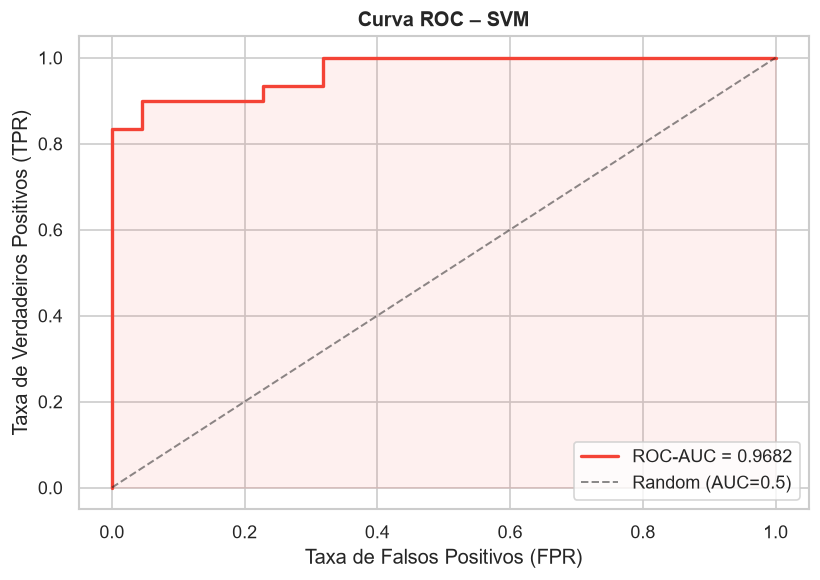 Curva ROC – SVM
Taxa de Verdadeiros Positivos (TPR)
1.0
0.8
0.6
0.4
0.2
0.0
0.0 0.2 0.4 0.6 0.8 1.0
Taxa de Falsos Positivos (FPR)
ROC-AUC = 0.9682
Random (AUC=0.5)